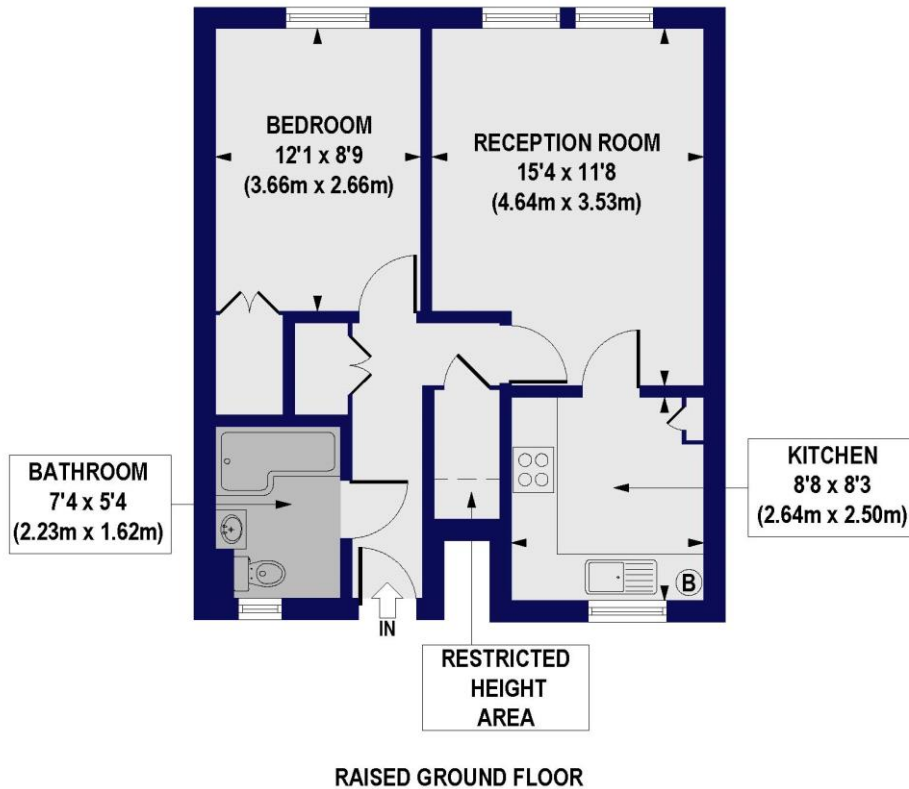 BEDROOM
12'1 x 8'9
(3.66m x 2.66m)
RECEPTION ROOM
15'4 x 11'8
(4.64m x 3.53m)
BATHROOM
7'4 x 5'4
(2.23m x 1.62m)
KITCHEN
8'8 x 8'3
(2.64m x 2.50m)
B
IN
RESTRICTED
HEIGHT
AREA
RAISED GROUND FLOOR